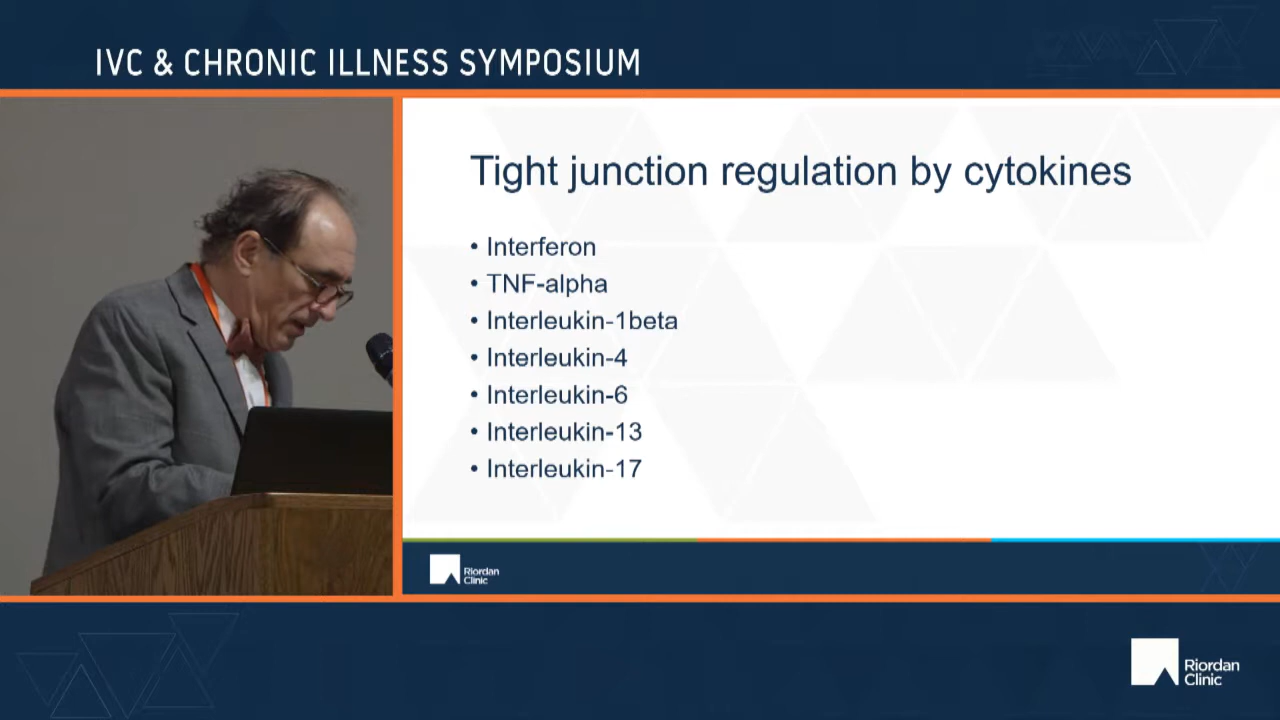 IVC & CHRONIC ILLNESS SYMPOSIUM
Tight junction regulation by cytokines
• Interferon
• TNF-alpha
• Interleukin-1beta
• Interleukin-4
• Interleukin-6
• Interleukin-13
• Interleukin-17
Riordan
Clinic
Riordan
Clinic